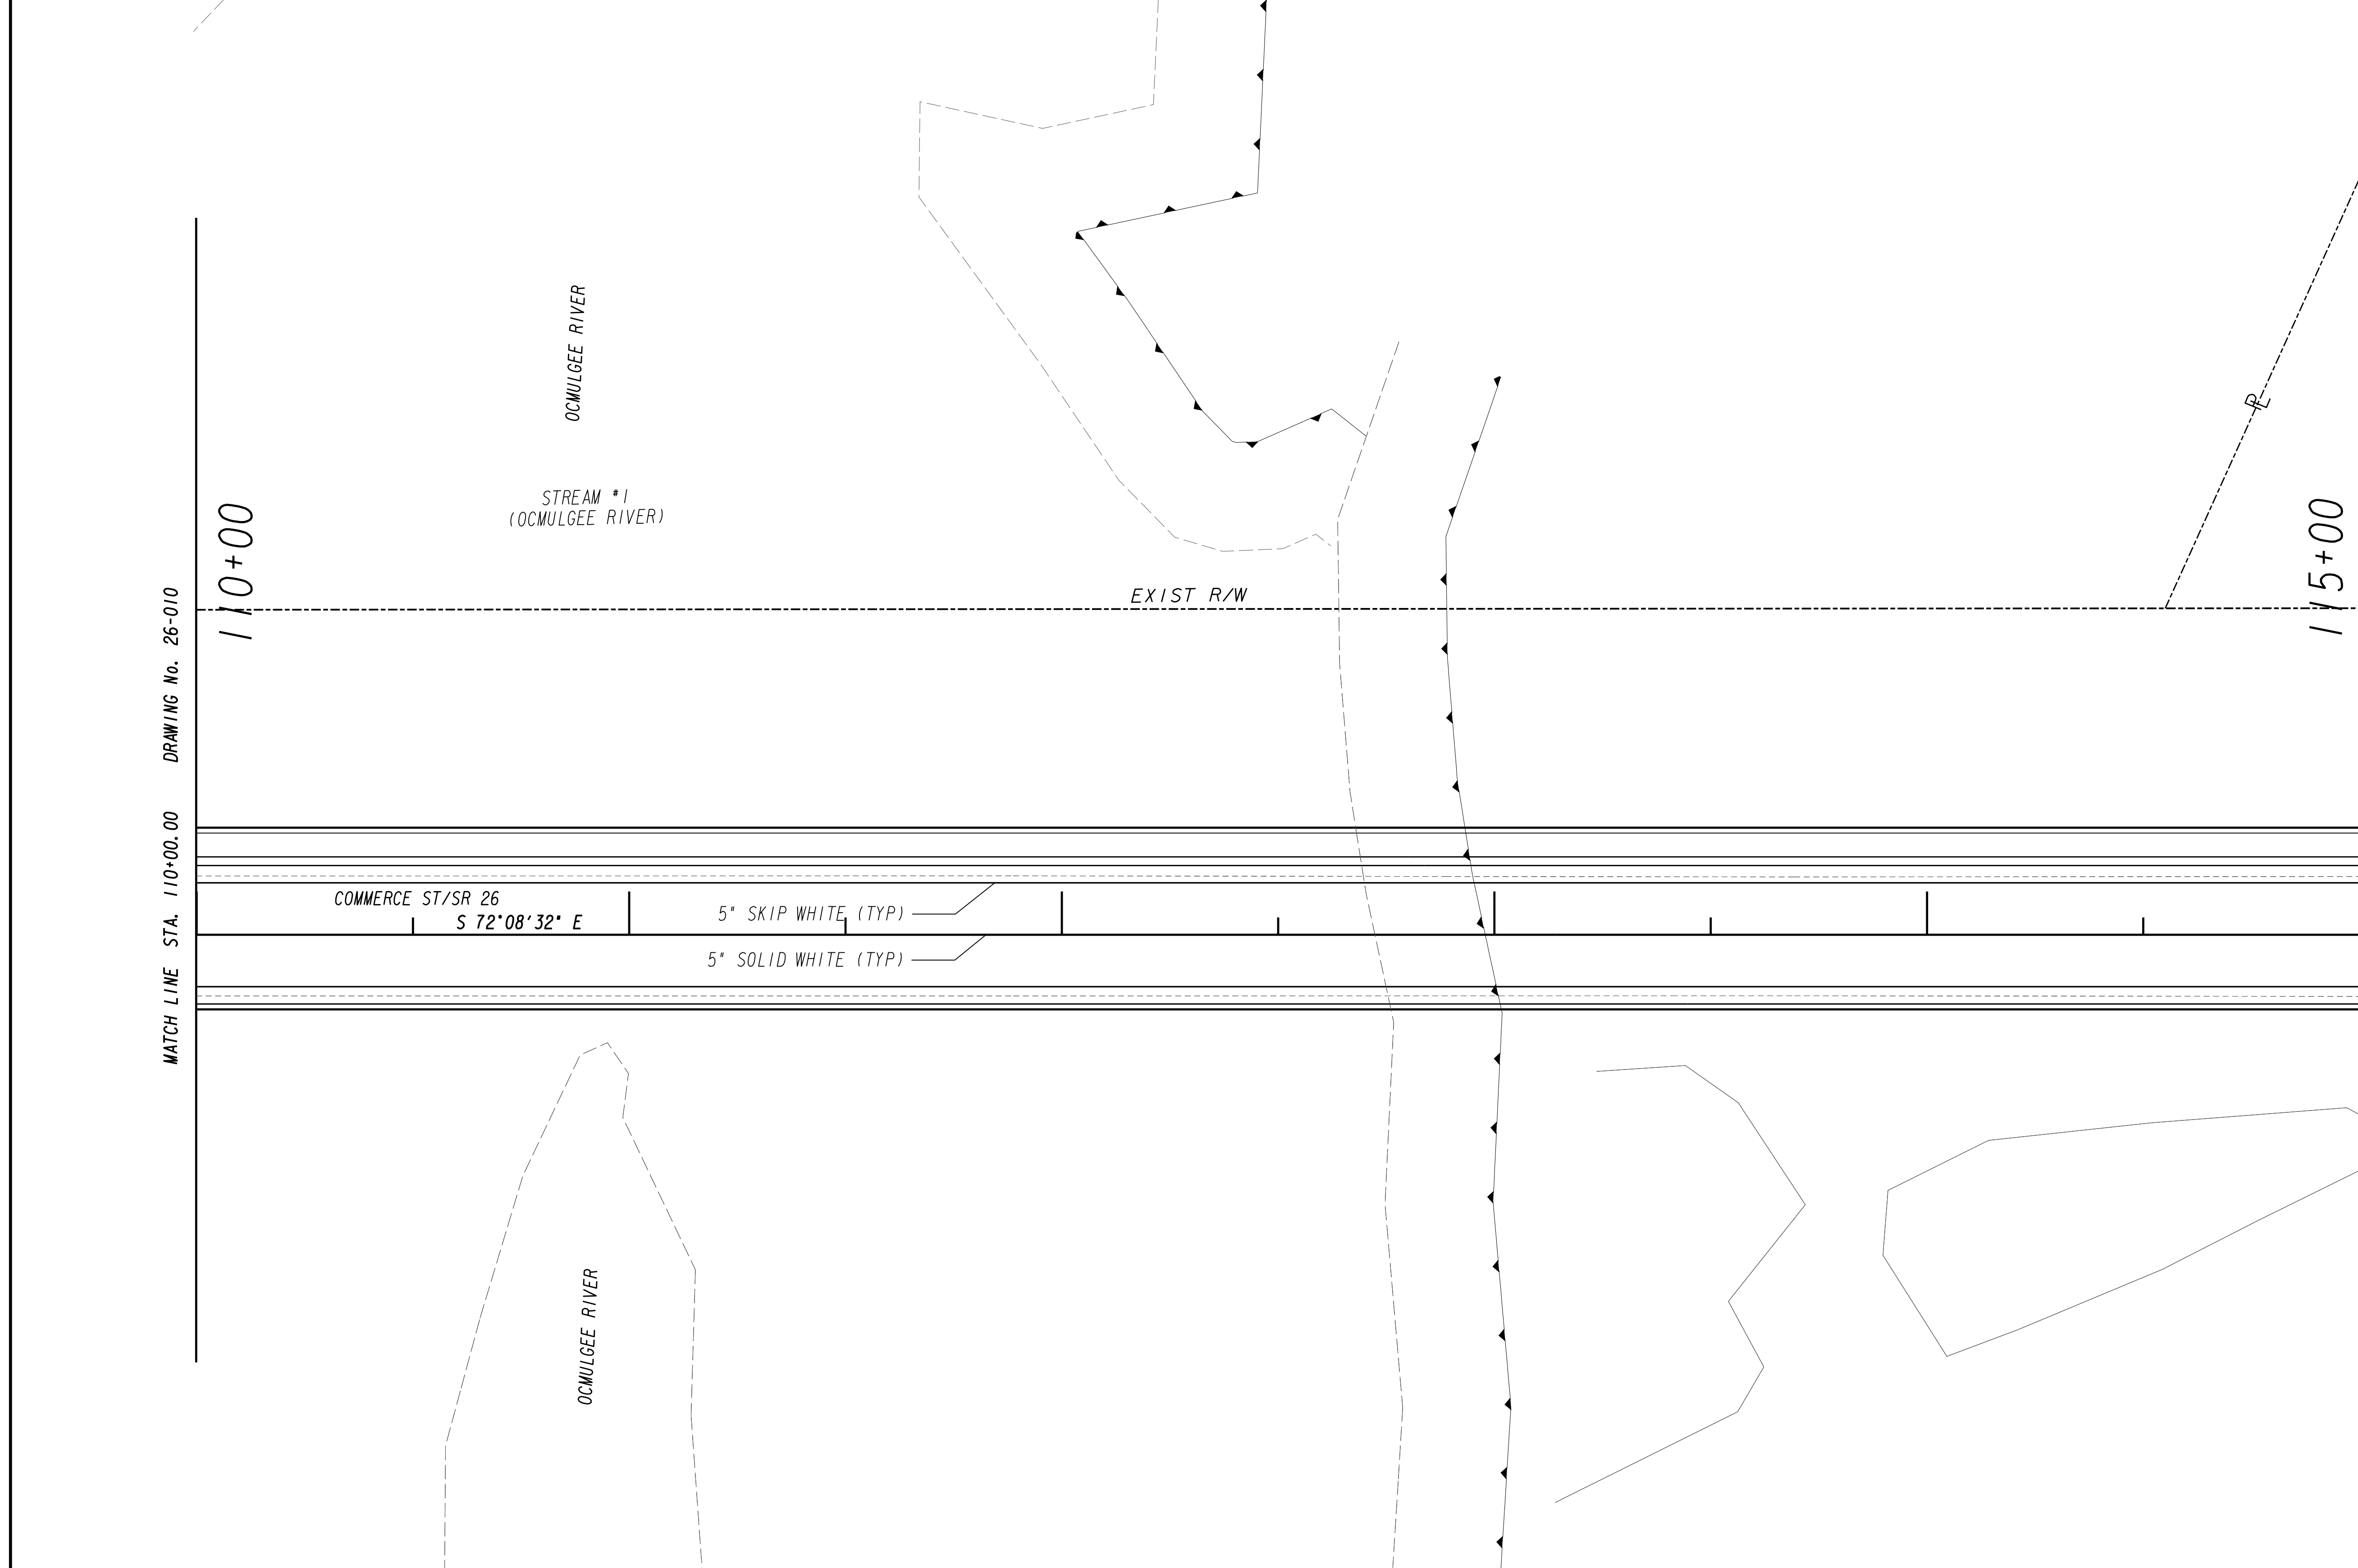 OCMULGEE RIVER
STREAM #1
(OCMULGEE RIVER)
110+00
EXIST R/W
PL
115+00
MATCH LINE STA. 110+00.00 DRAWING No. 26-010
COMMERCE ST/SR 26
S 72°08'32" E
5" SKIP WHITE (TYP)
5" SOLID WHITE (TYP)
OCMULGEE RIVER